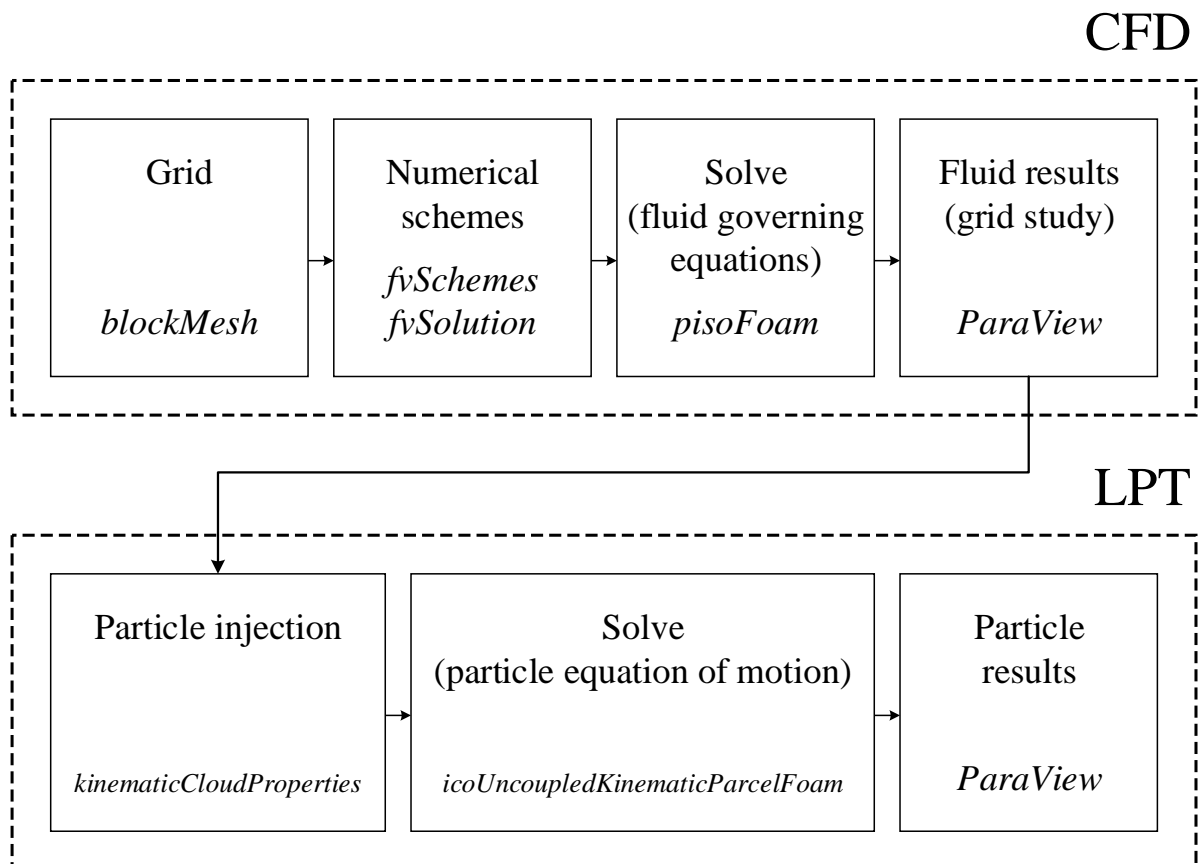 CFD
Grid
blockMesh
Numerical
schemes
fvSchemes
fvSolution
Solve
(fluid governing
equations)
pisoFoam
Fluid results
(grid study)
ParaView
LPT
Particle injection
kinematicCloudProperties
Solve
(particle equation of motion)
icoUncoupledKinematicParcelFoam
Particle
results
ParaView